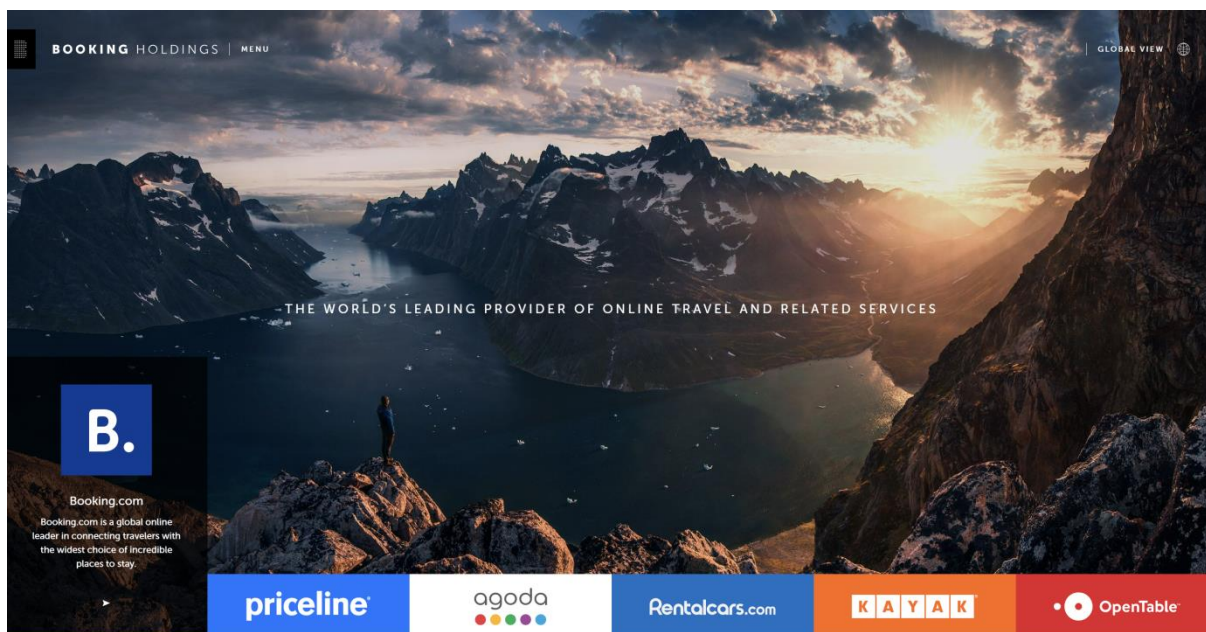 BOOKING HOLDINGS | MENU
GLOBAL VIEW
THE WORLD'S LEADING PROVIDER OF ONLINE TRAVEL AND RELATED SERVICES
B.
Booking.com
Booking.com is a global online
leader in connecting travelers with
the widest choice of incredible
places to stay.
priceline®
agoda
Rentalcars.com
KAYAK
OpenTable™